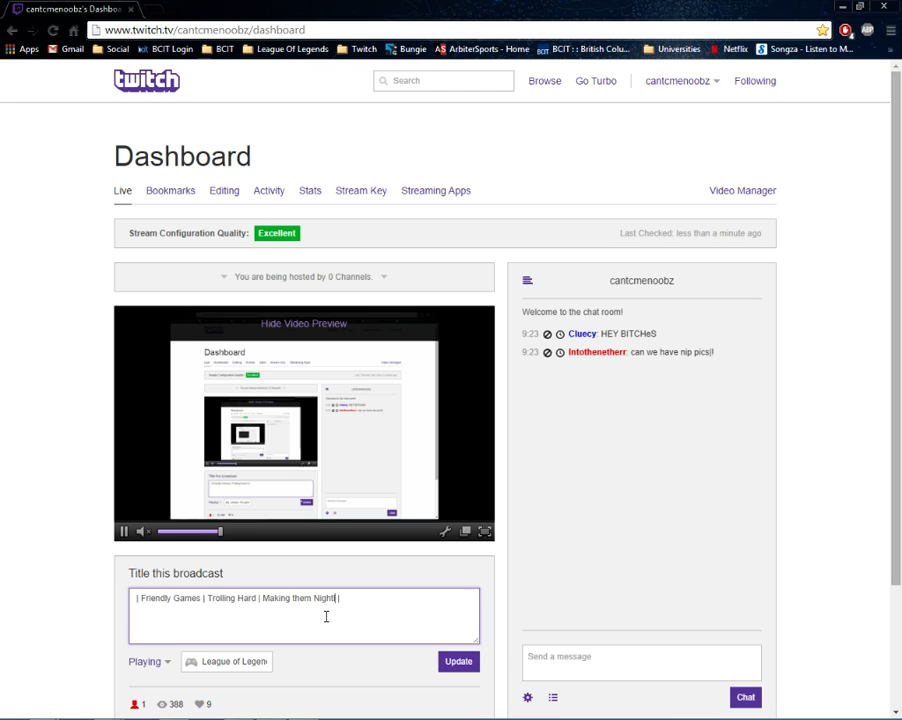 cantcmenoobz's Dashbo
www.twitch.tv/cantcmenoobz/dashboard
Apps Gmail Social BCIT Login BCIT League Of Legends Twitch Bungie ArbiterSports - Home BCIT : : British Colu... Universities Netflix Songza - Listen to M...
twitch Search Browse Go Turbo cantcmenoobz Following
Dashboard
Live Bookmarks Editing Activity Stats Stream Key Streaming Apps Video Manager
Stream Configuration Quality: Excellent Last Checked: less than a minute ago
You are being hosted by 0 Channels.
Hide Video Preview
Dashboard
Title this broadcast
| Friendly Games | Trolling Hard | Making them Nightl |
Playing League of Legen Update
1 388 9
cantcmenoobz
Welcome to the chat room!
9:23 Cluecy: HEY BITCHeS
9:23 Intothenetherr: can we have nip pics|!
Send a message
Chat